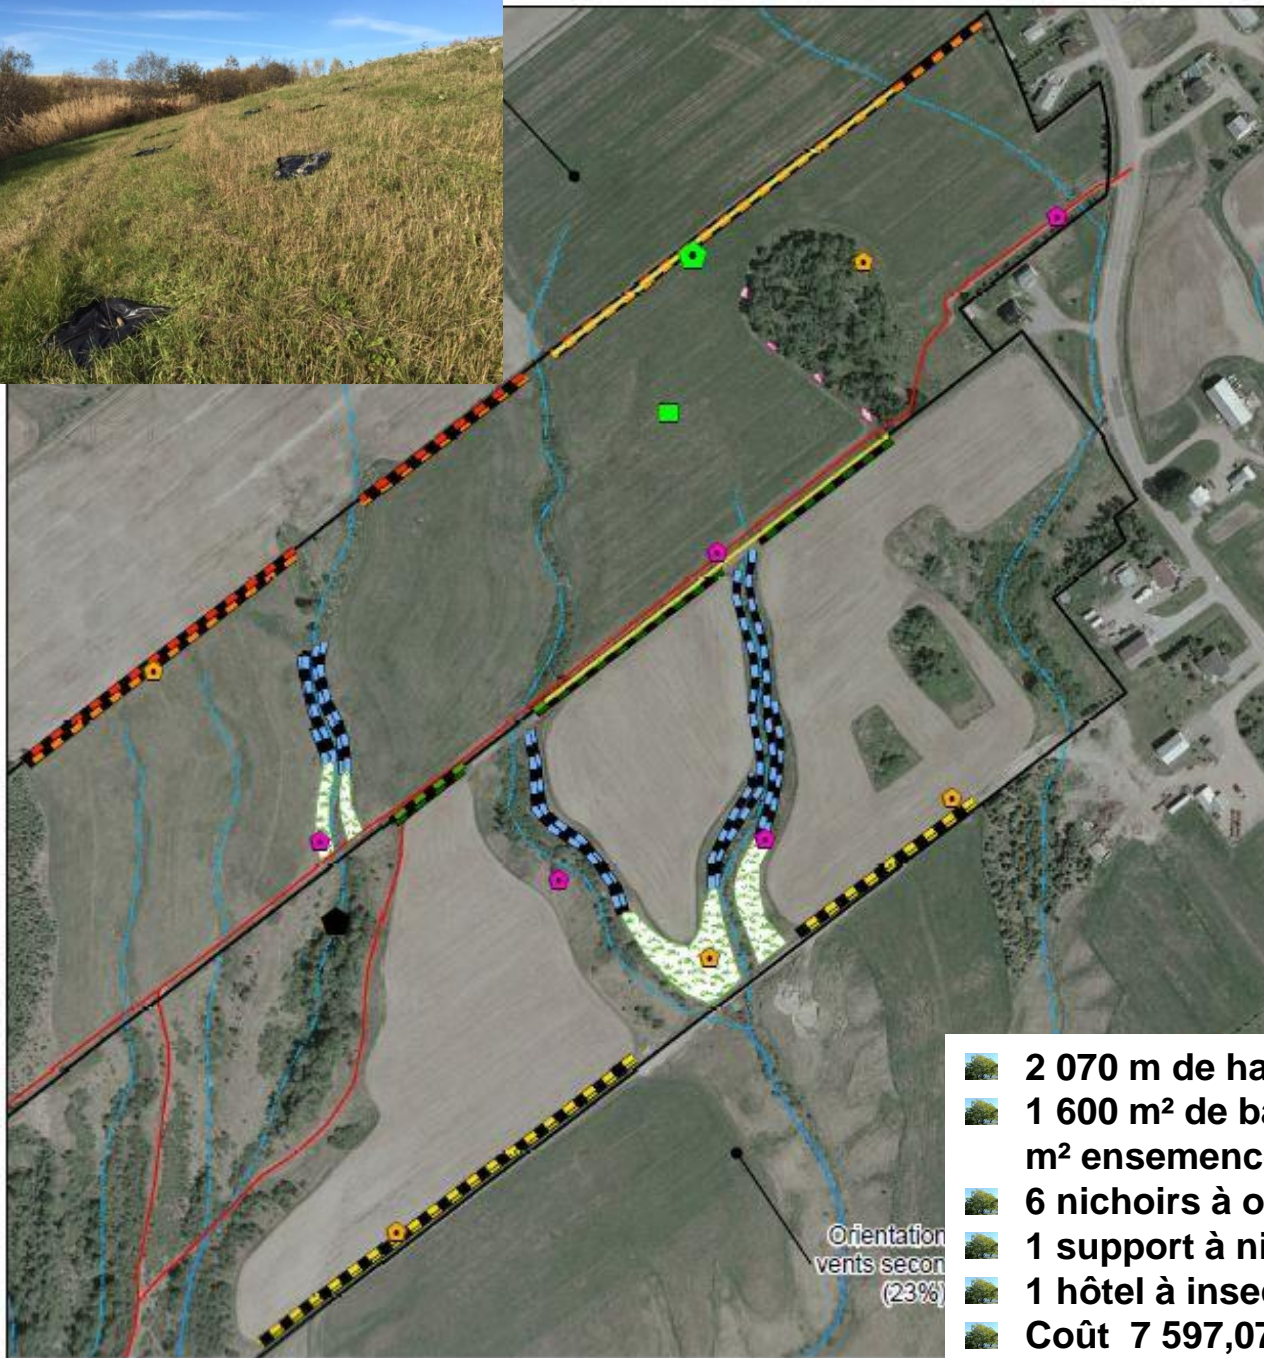 Orientation
vents secon
(23%)
2 070 m de ha
1 600 m² de ba
m² ensemenc
6 nichoirs à o
1 support à ni
1 hôtel à inse
Coût 7 597,07